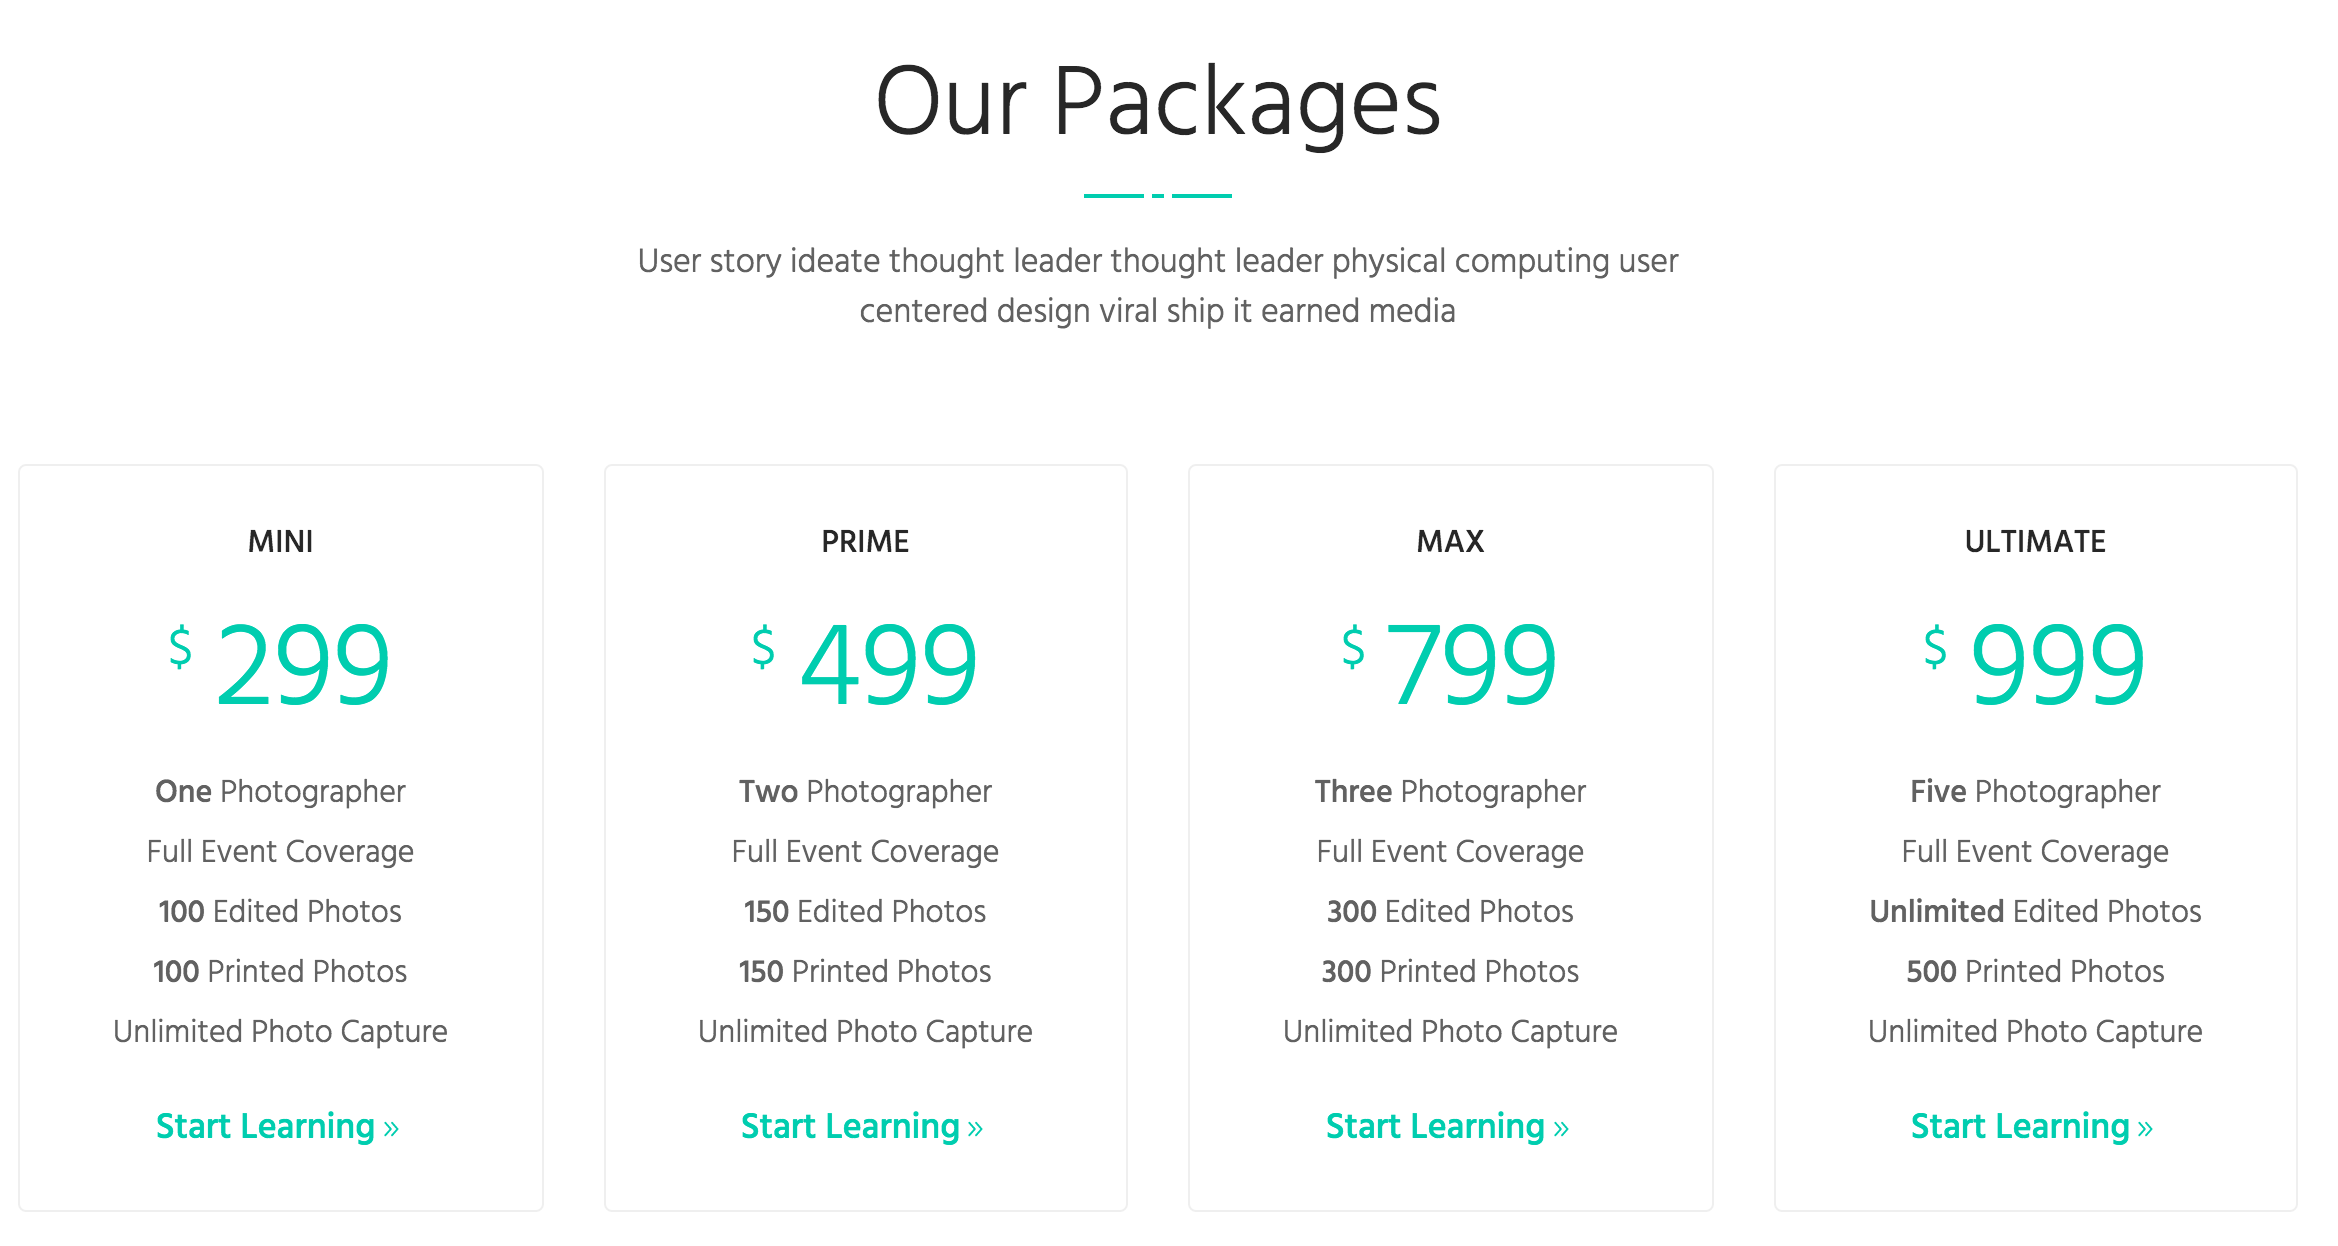 Our Packages
User story ideate thought leader thought leader physical computing user
centered design viral ship it earned media
MINI
$ 299
One Photographer
Full Event Coverage
100 Edited Photos
100 Printed Photos
Unlimited Photo Capture
Start Learning »
PRIME
$ 499
Two Photographer
Full Event Coverage
150 Edited Photos
150 Printed Photos
Unlimited Photo Capture
Start Learning »
MAX
$ 799
Three Photographer
Full Event Coverage
300 Edited Photos
300 Printed Photos
Unlimited Photo Capture
Start Learning »
ULTIMATE
$ 999
Five Photographer
Full Event Coverage
Unlimited Edited Photos
500 Printed Photos
Unlimited Photo Capture
Start Learning »